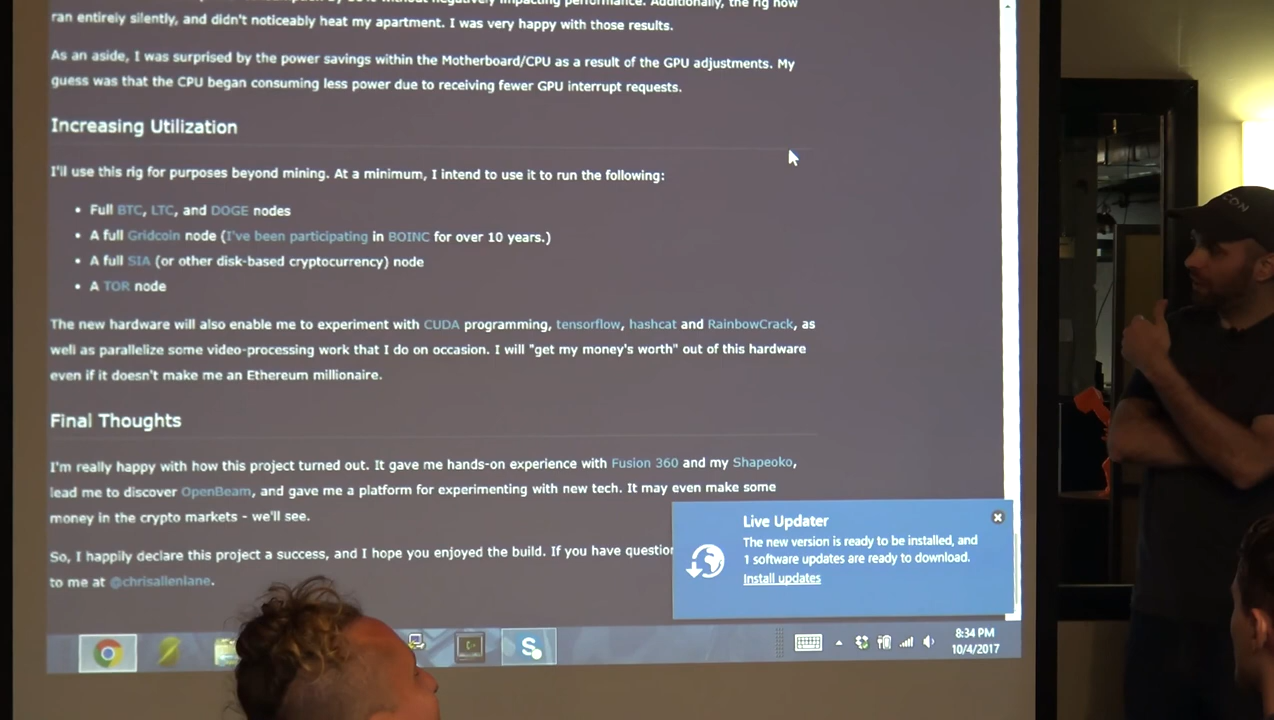 performance. Additionally, the rig now
ran entirely silently, and didn't noticeably heat my apartment. I was very happy with those results.
As an aside, I was surprised by the power savings within the Motherboard/CPU as a result of the GPU adjustments. My
guess was that the CPU began consuming less power due to receiving fewer GPU interrupt requests.
Increasing Utilization
I'll use this rig for purposes beyond mining. At a minimum, I intend to use it to run the following:
• Full BTC, LTC, and DOGE nodes
• A full Gridcoin node (I've been participating in BOINC for over 10 years.)
• A full SIA (or other disk-based cryptocurrency) node
• A TOR node
The new hardware will also enable me to experiment with CUDA programming, tensorflow, hashcat and RainbowCrack, as
well as parallelize some video-processing work that I do on occasion. I will "get my money's worth" out of this hardware
even if it doesn't make me an Ethereum millionaire.
Final Thoughts
I'm really happy with how this project turned out. It gave me hands-on experience with Fusion 360 and my Shapeoko,
lead me to discover OpenBeam, and gave me a platform for experimenting with new tech. It may even make some
money in the crypto markets - we'll see.
So, I happily declare this project a success, and I hope you enjoyed the build. If you have
to me at @chrisallenlane.
Live Updater
The new version is ready to be installed, and
1 software updates are ready to download.
Install updates
8:34 PM
10/4/2017